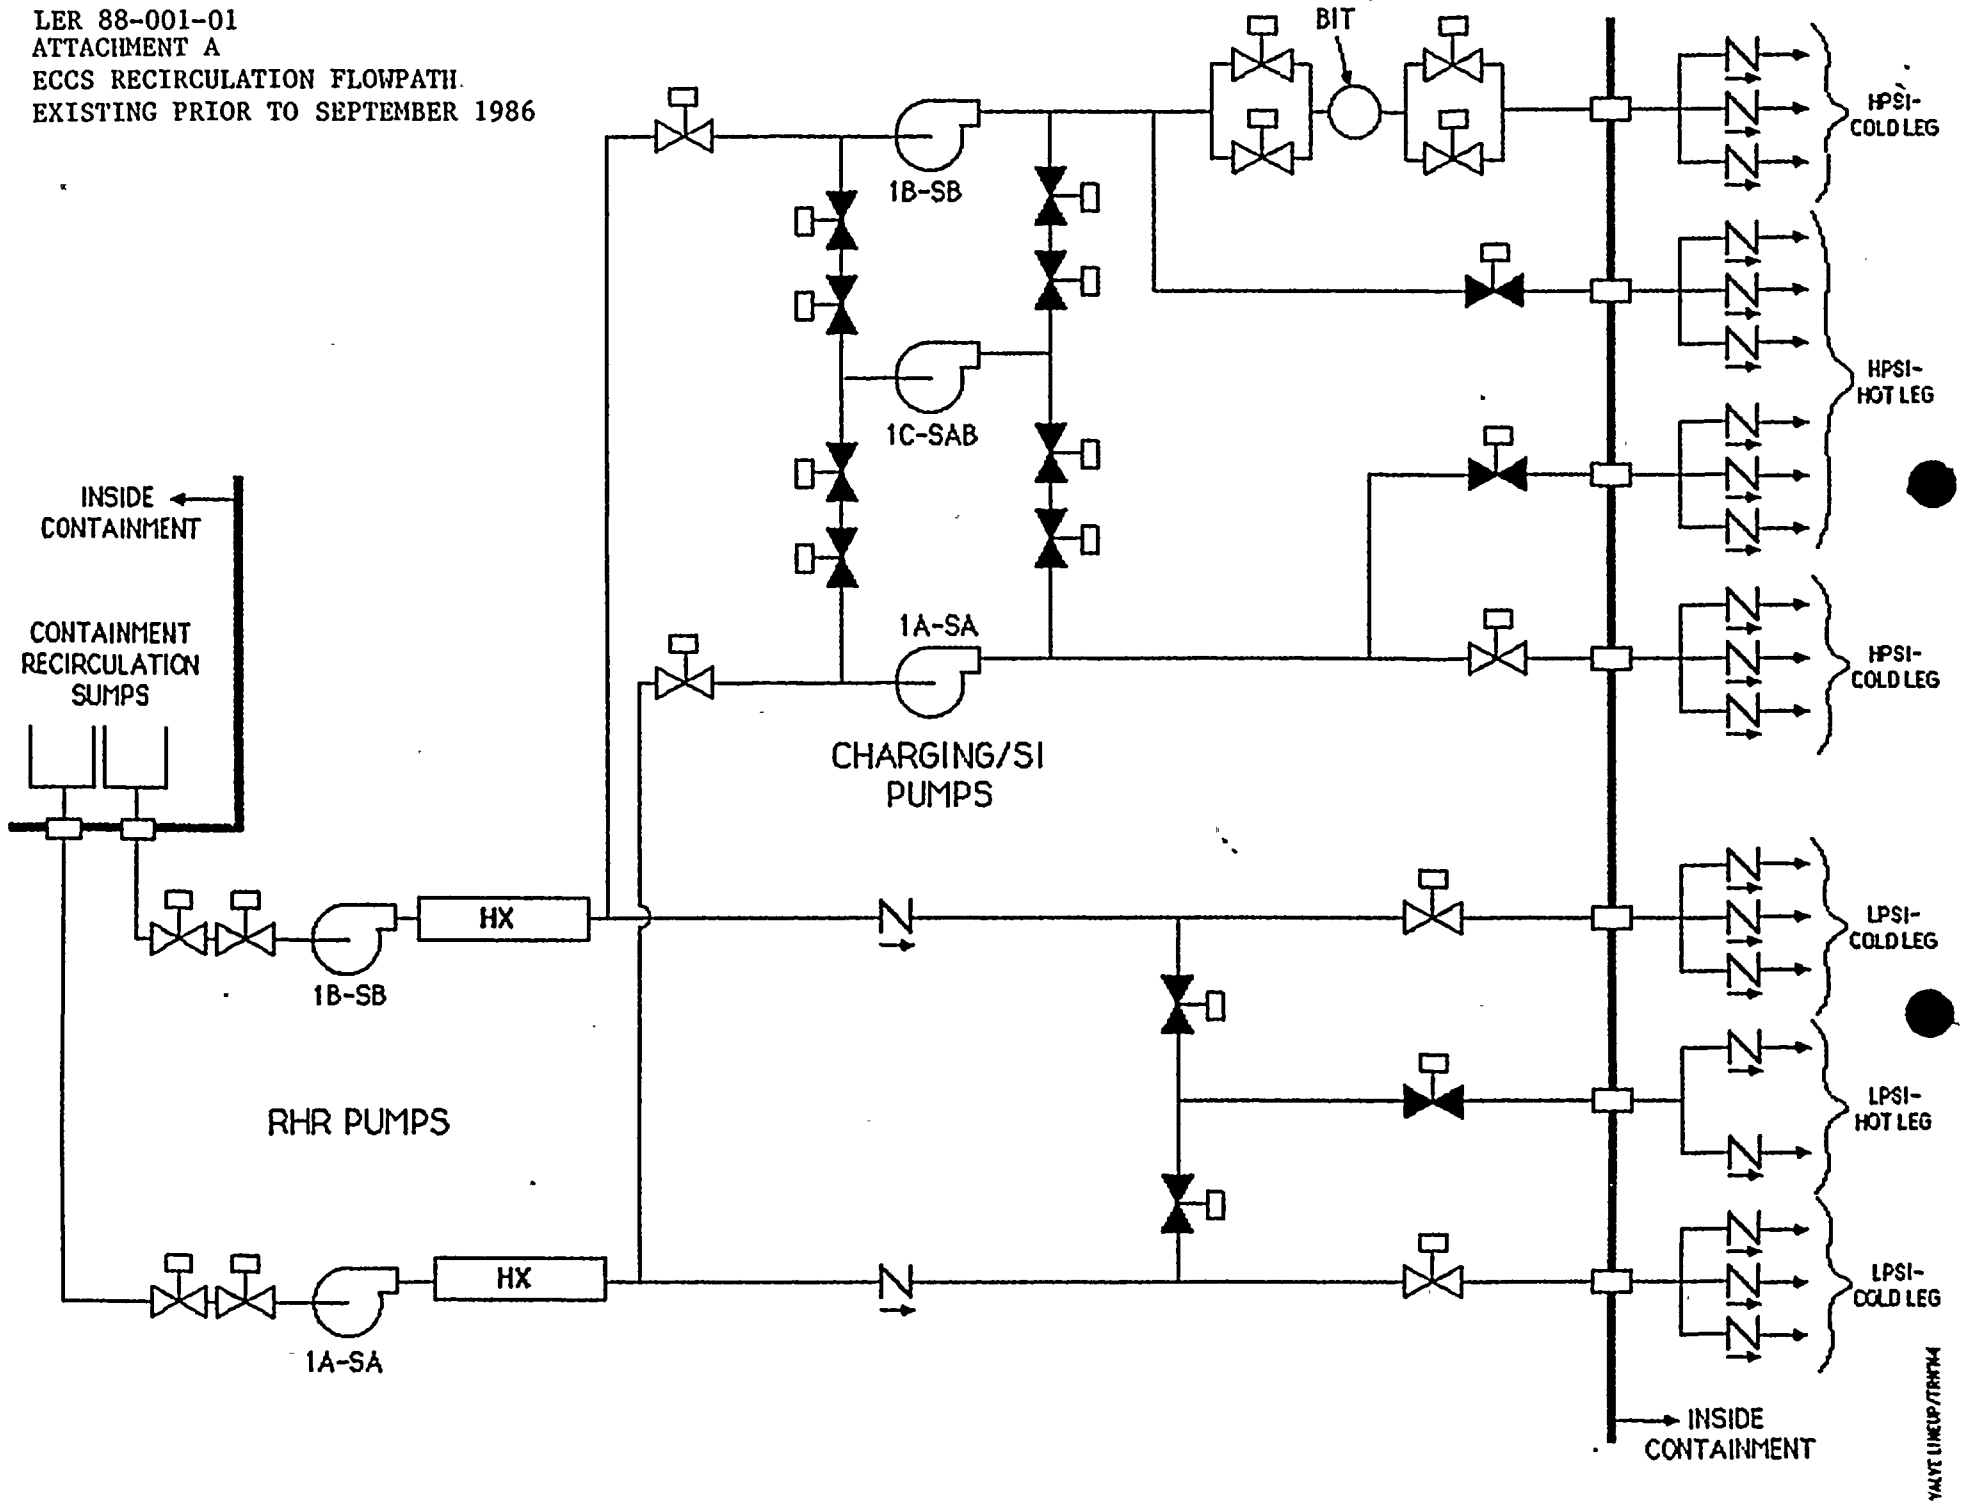 LER 88-001-01
ATTACHMENT A
ECCS RECIRCULATION FLOWPATH
EXISTING PRIOR TO SEPTEMBER 1986
BIT
HPSI-
COLD LEG
1B-SB
HPSI-
HOT LEG
1C-SAB
INSIDE
CONTAINMENT
1A-SA
HPSI-
COLD LEG
CONTAINMENT
RECIRCULATION
SUMPS
CHARGING/SI
PUMPS
HX
1B-SB
LPSI-
COLD LEG
RHR PUMPS
LPSI-
HOT LEG
HX
1A-SA
LPSI-
COLD LEG
INSIDE
CONTAINMENT
VALVE LINEUP/